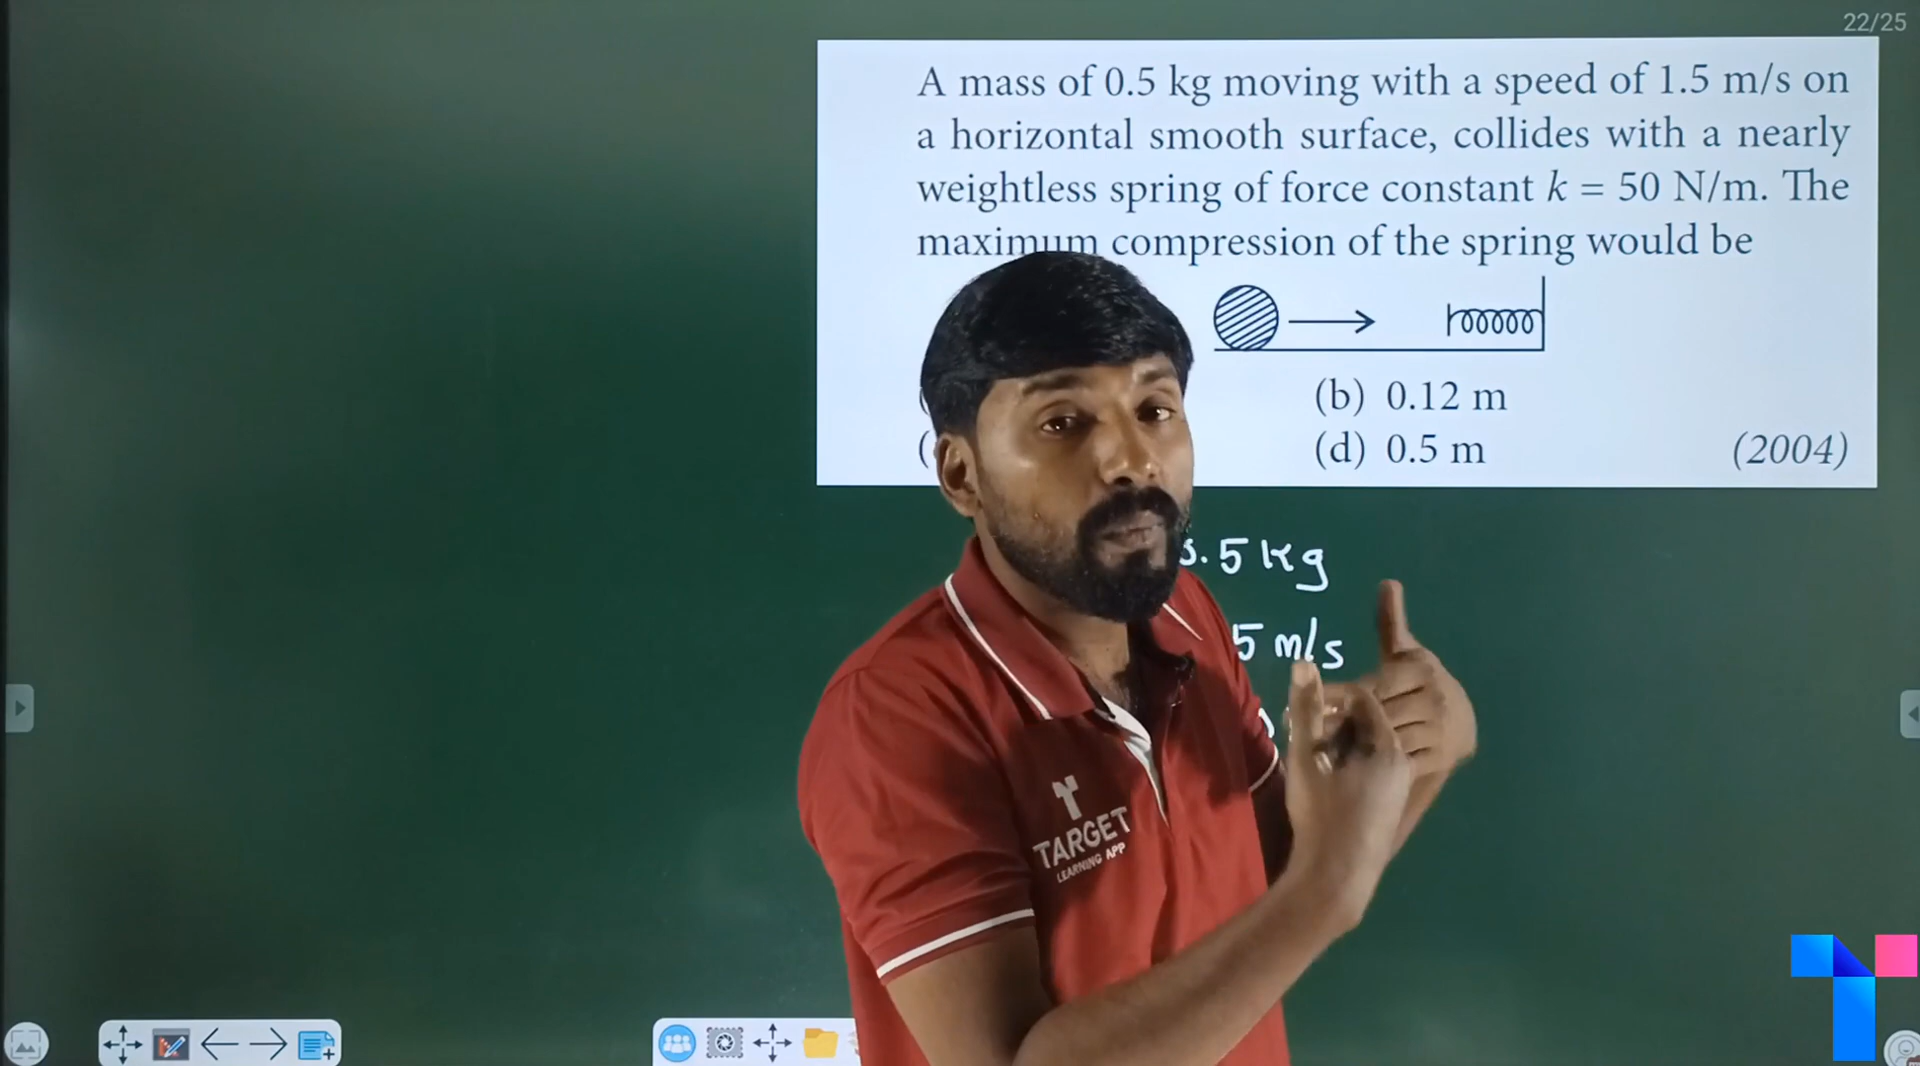 22/25
A mass of 0.5 kg moving with a speed of 1.5 m/s on
a horizontal smooth surface, collides with a nearly
weightless spring of force constant k = 50 N/m. The
maximum compression of the spring would be
(b) 0.12 m
(d) 0.5 m (2004)
.5 kg
5 m/s
TARGET
LEARNING APP